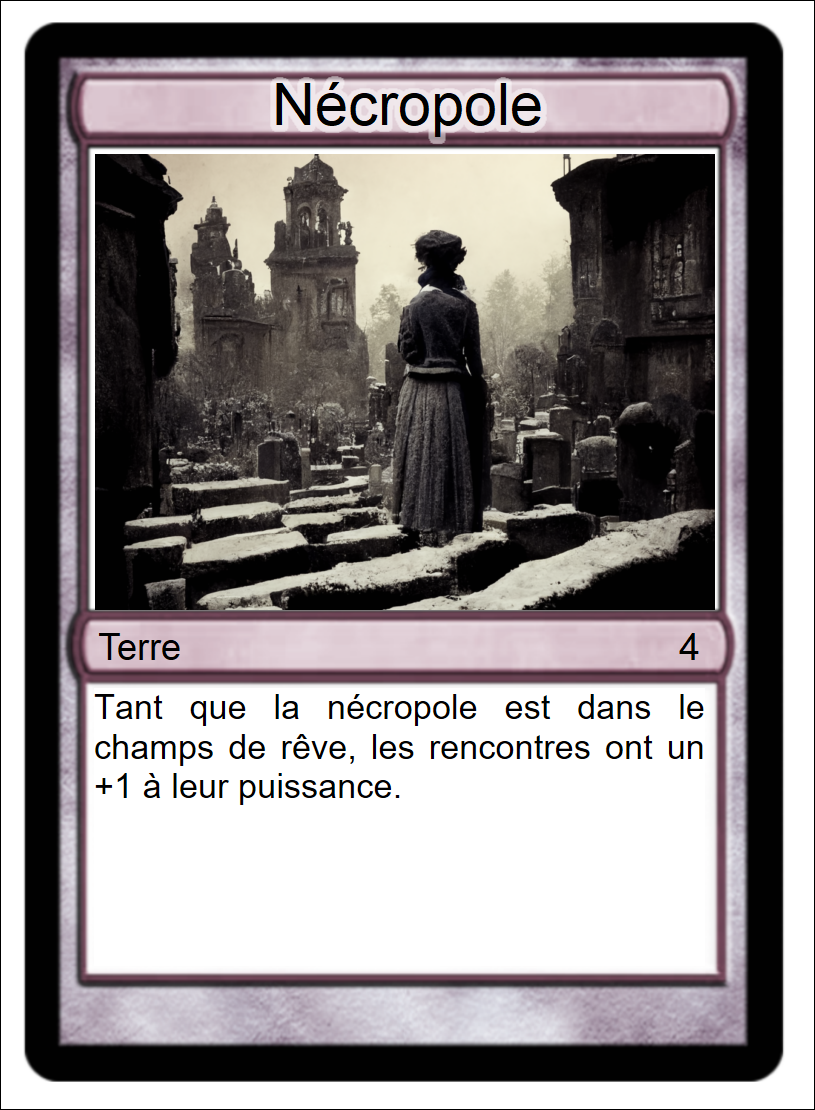 Nécropole
Terre 4
Tant que la nécropole est dans le
champs de rêve, les rencontres ont un
+1 à leur puissance.